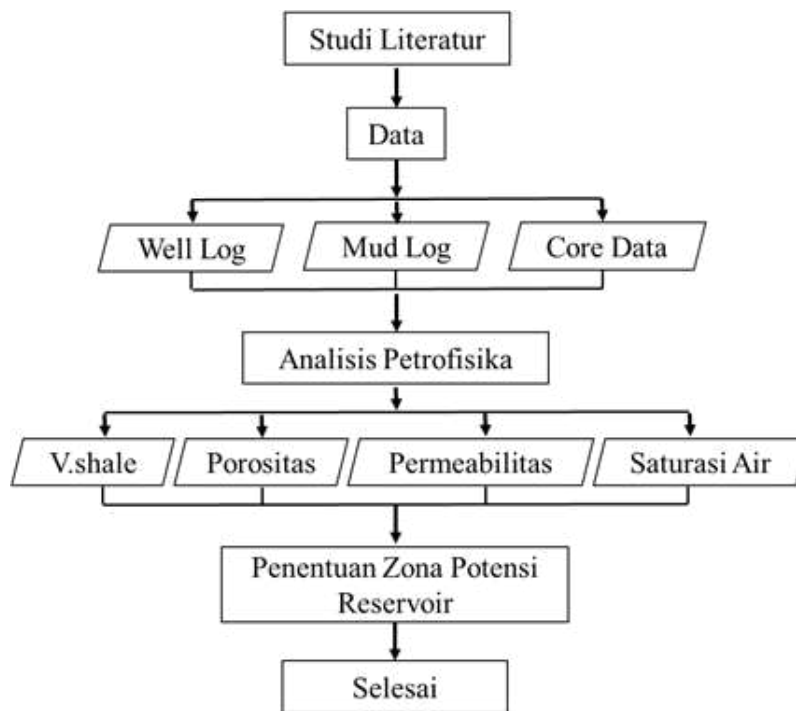 Studi Literatur
Data
Well Log
Mud Log
Core Data
Analisis Petrofisika
V.shale
Porositas
Permeabilitas
Saturasi Air
Penentuan Zona Potensi
Reservoir
Selesai